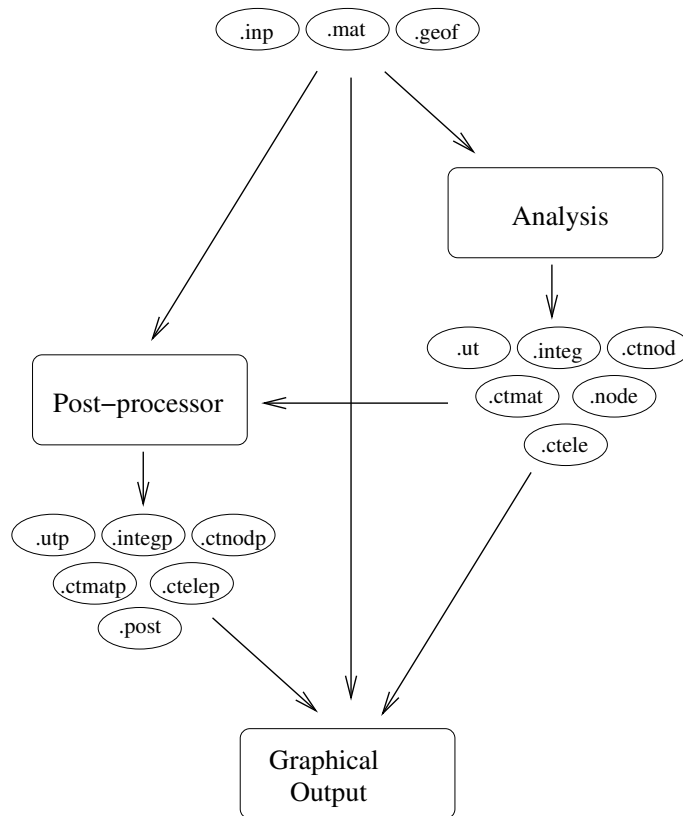 .inp .mat .geof
Analysis
.ut .integ .ctnod
.ctmat .node
.ctele
Post−processor
.utp .integp .ctnodp
.ctmatp .ctelep
.post
Graphical
Output